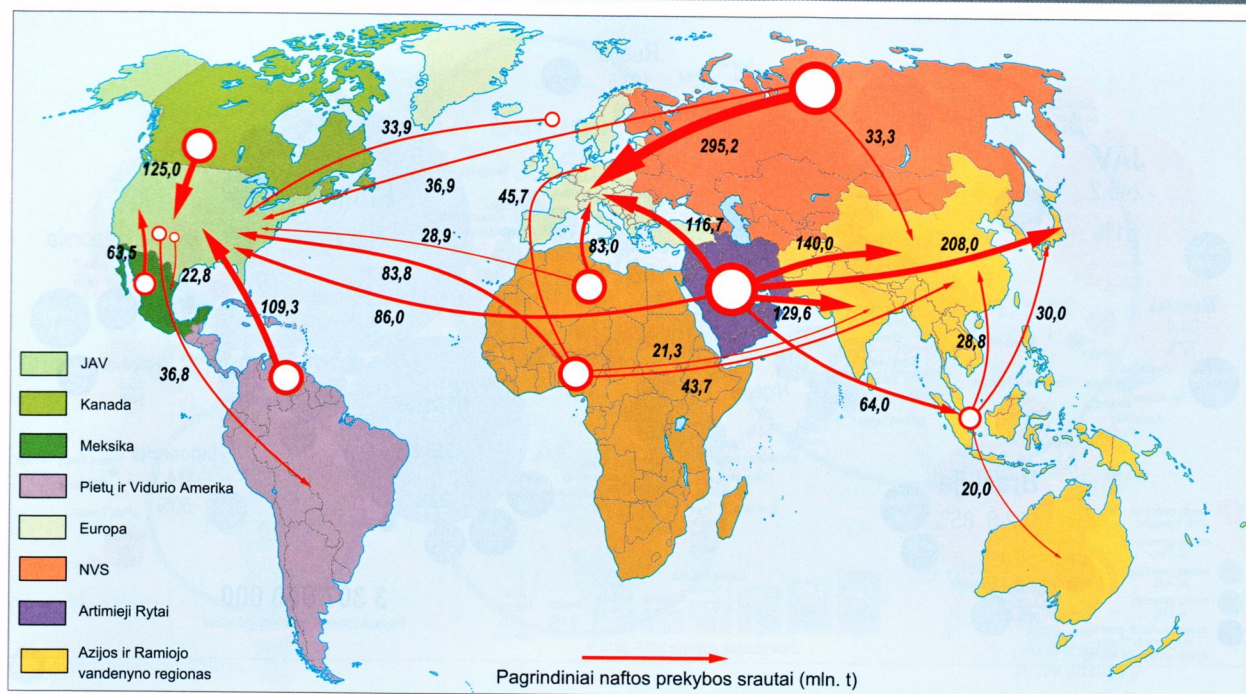 33,9
125,0
36,9
295,2
33,3
45,7
116,7
140,0
208,0
63,5
28,9
83,0
22,8
83,8
109,3
86,0
129,6
30,0
21,3
28,8
36,8
43,7
64,0
20,0
JAV
Kanada
Meksika
Pietų ir Vidurio Amerika
Europa
NVS
Artimieji Rytai
Azijos ir Ramiojo
vandenyno regionas
Pagrindiniai naftos prekybos srautai (mln. t)